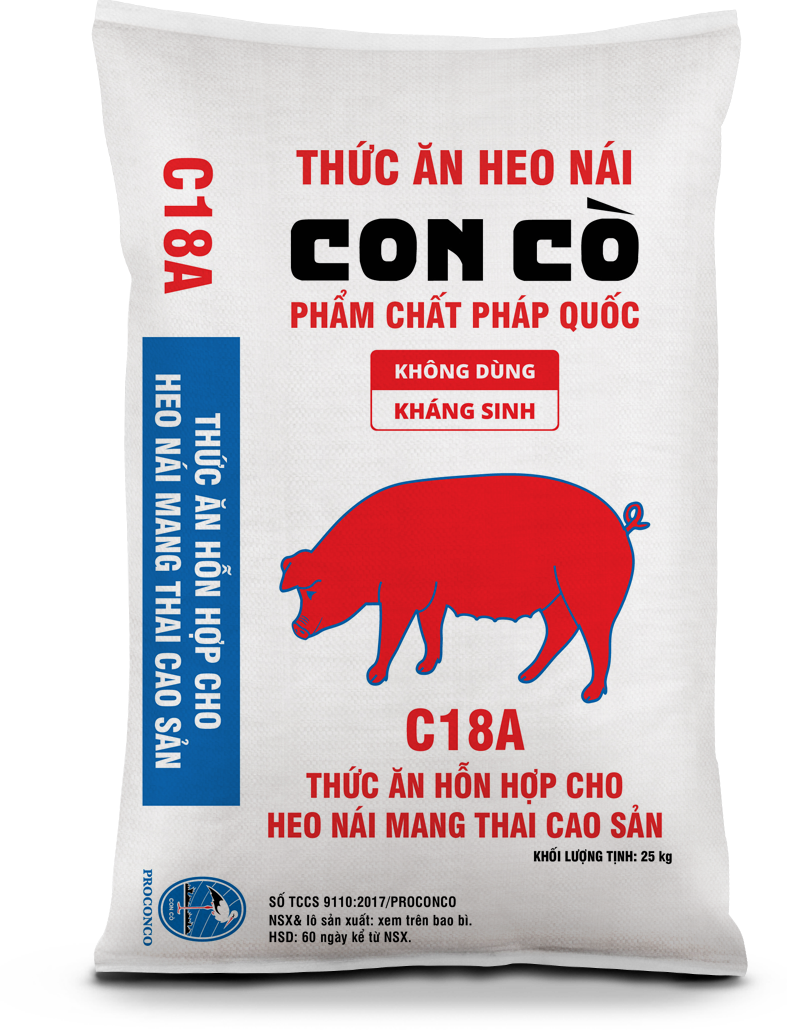 THỨC ĂN HEO NÁI
CON CÒ
PHẨM CHẤT PHÁP QUỐC
KHÔNG DÙNG
KHÁNG SINH
C18A
THỨC ĂN HỖN HỢP CHO
HEO NÁI MANG THAI CAO SẢN
C18A
THỨC ĂN HỖN HỢP CHO
HEO NÁI MANG THAI CAO SẢN
KHỐI LƯỢNG TỊNH: 25 kg
PROCONCO
CON CÒ
SỐ TCCS 9110:2017/PROCONCO
NSX& lô sản xuất: xem trên bao bì.
HSD: 60 ngày kể từ NSX.